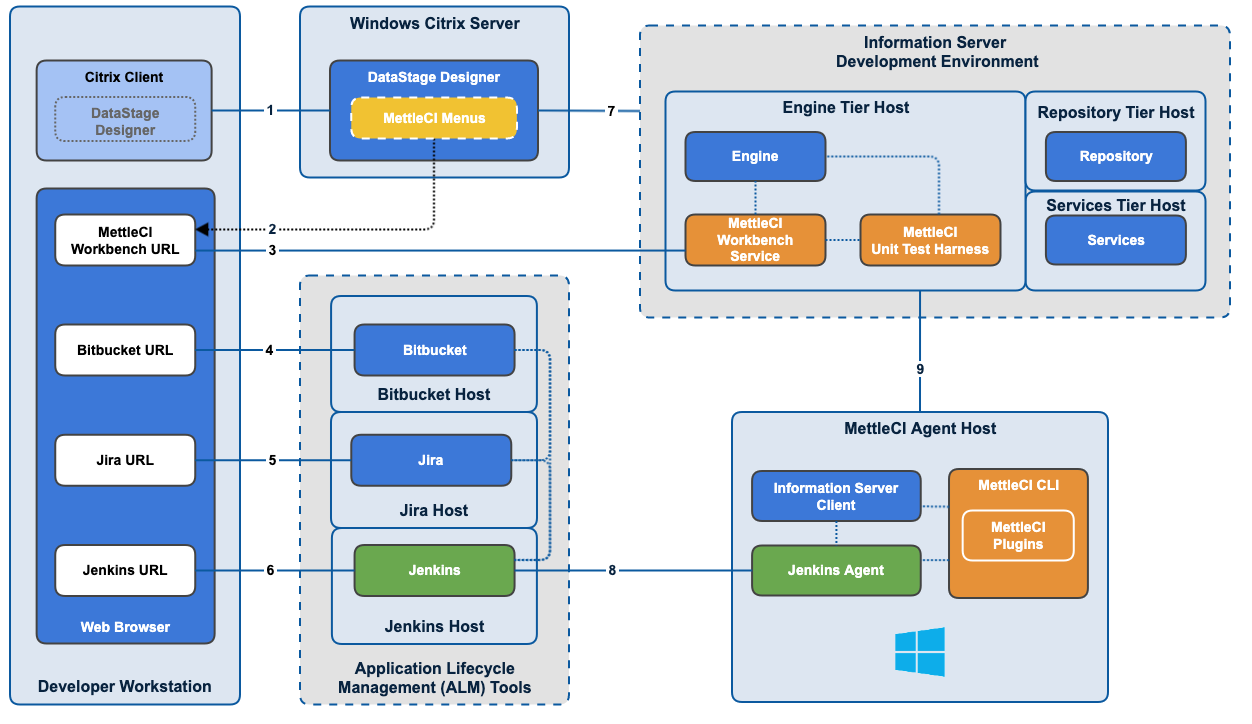 Citrix Client
DataStage
Designer
MettleCI
Workbench URL
Bitbucket URL
Jira URL
Jenkins URL
Web Browser
Developer Workstation
1
2
3
4
5
6
Windows Citrix Server
DataStage Designer
MettleCI Menus
7
Bitbucket
Bitbucket Host
Jira
Jira Host
Jenkins
Jenkins Host
Application Lifecycle
Management (ALM) Tools
8
Information Server
Development Environment
Engine Tier Host
Engine
MettleCI
Workbench
Service
MettleCI
Unit Test Harness
Repository Tier Host
Repository
Services Tier Host
Services
9
MettleCI Agent Host
Information Server
Client
Jenkins Agent
MettleCI CLI
MettleCI
Plugins